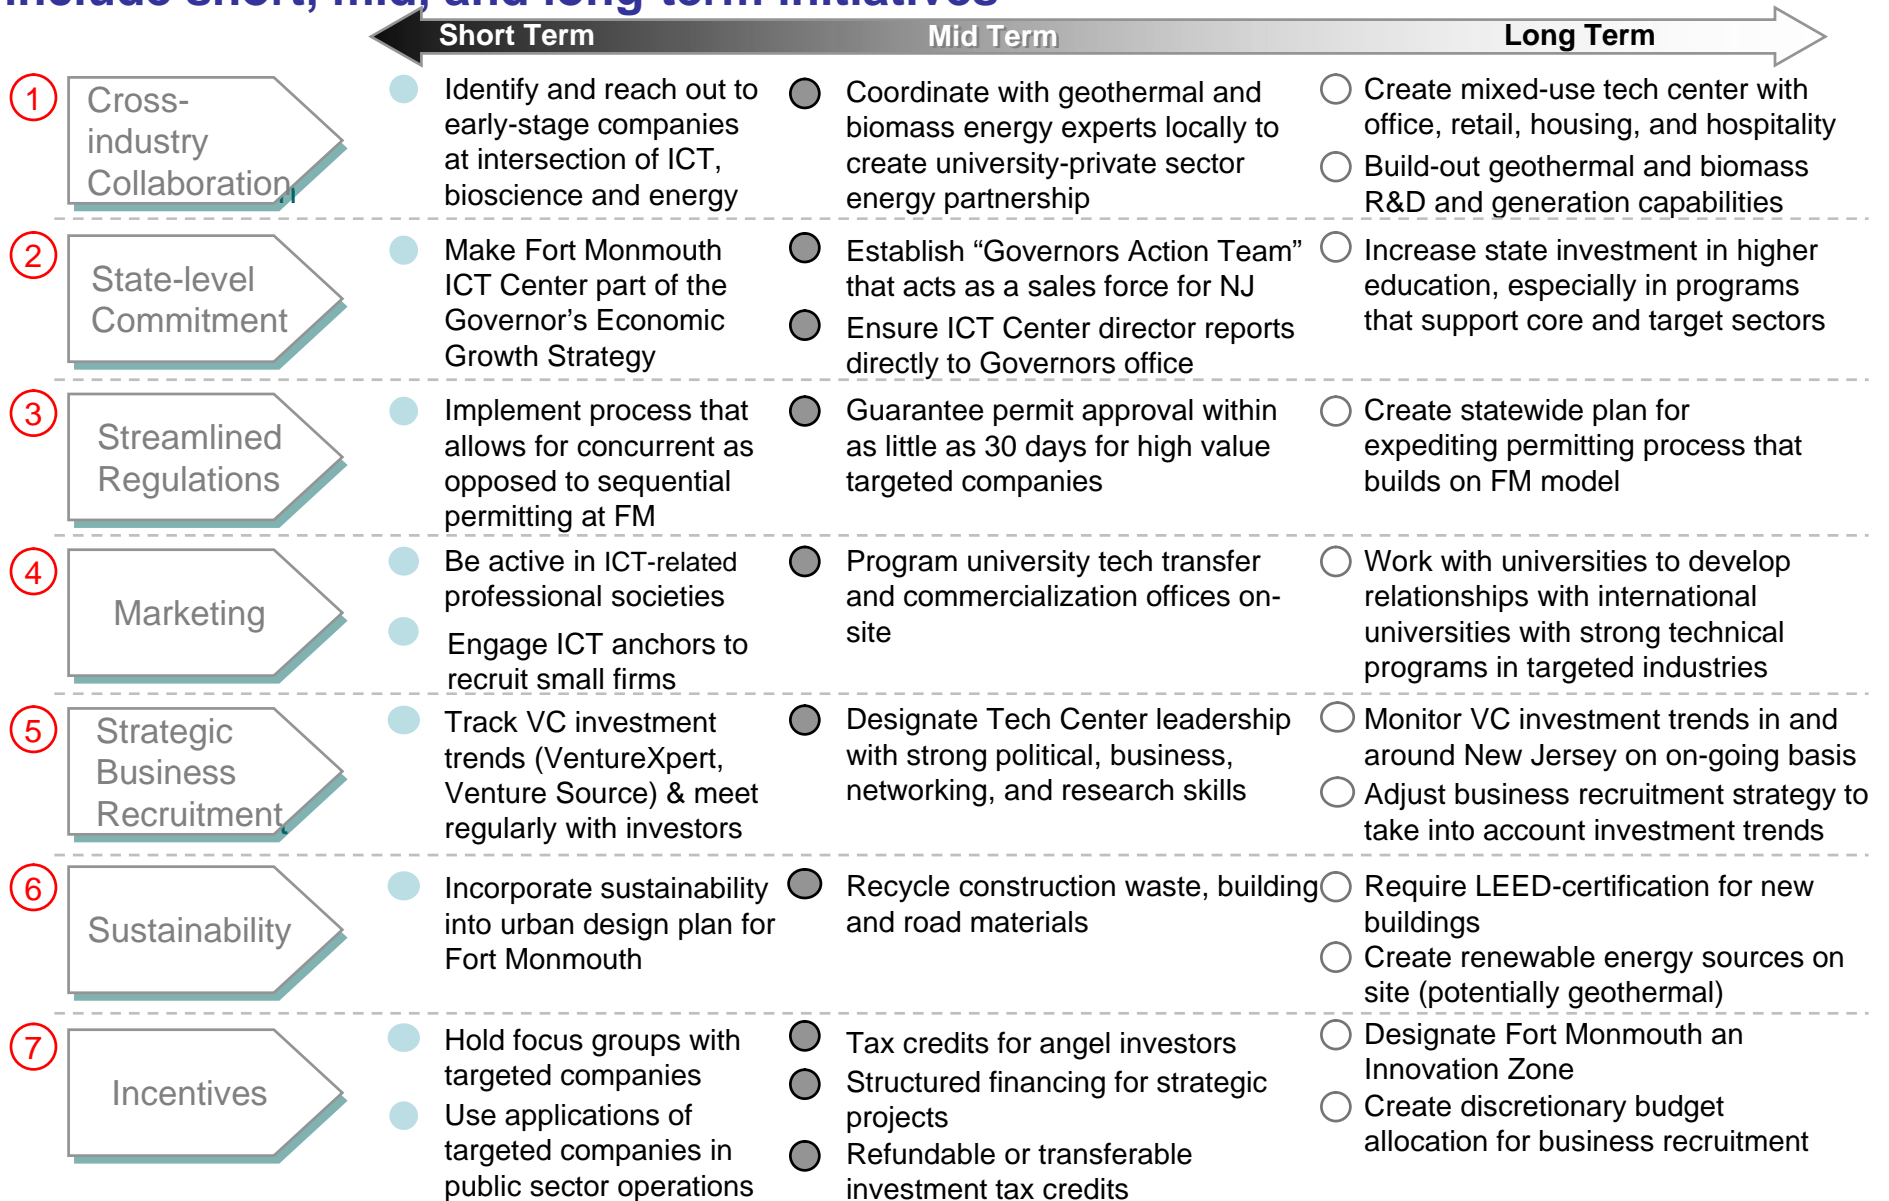 include short, mid, and long term initiatives
Short Term
Mid Term
Long Term
1
Cross-
industry
Collaboration
Identify and reach out to
early-stage companies
at intersection of ICT,
bioscience and energy
Coordinate with geothermal and
biomass energy experts locally to
create university-private sector
energy partnership
Create mixed-use tech center with
office, retail, housing, and hospitality
Build-out geothermal and biomass
R&D and generation capabilities
2
State-level
Commitment
Make Fort Monmouth
ICT Center part of the
Governor’s Economic
Growth Strategy
Establish “Governors Action Team”
that acts as a sales force for NJ
Ensure ICT Center director reports
directly to Governors office
Increase state investment in higher
education, especially in programs
that support core and target sectors
3
Streamlined
Regulations
Implement process that
allows for concurrent as
opposed to sequential
permitting at FM
Guarantee permit approval within
as little as 30 days for high value
targeted companies
Create statewide plan for
expediting permitting process that
builds on FM model
4
Marketing
Be active in ICT-related
professional societies
Engage ICT anchors to
recruit small firms
Program university tech transfer
and commercialization offices on-
site
Work with universities to develop
relationships with international
universities with strong technical
programs in targeted industries
5
Strategic
Business
Recruitment
Track VC investment
trends (VentureXpert,
Venture Source) & meet
regularly with investors
Designate Tech Center leadership
with strong political, business,
networking, and research skills
Monitor VC investment trends in and
around New Jersey on on-going basis
Adjust business recruitment strategy to
take into account investment trends
6
Sustainability
Incorporate sustainability
into urban design plan for
Fort Monmouth
Recycle construction waste, building
and road materials
Require LEED-certification for new
buildings
Create renewable energy sources on
site (potentially geothermal)
7
Incentives
Hold focus groups with
targeted companies
Use applications of
targeted companies in
public sector operations
Tax credits for angel investors
Structured financing for strategic
projects
Refundable or transferable
investment tax credits
Designate Fort Monmouth an
Innovation Zone
Create discretionary budget
allocation for business recruitment